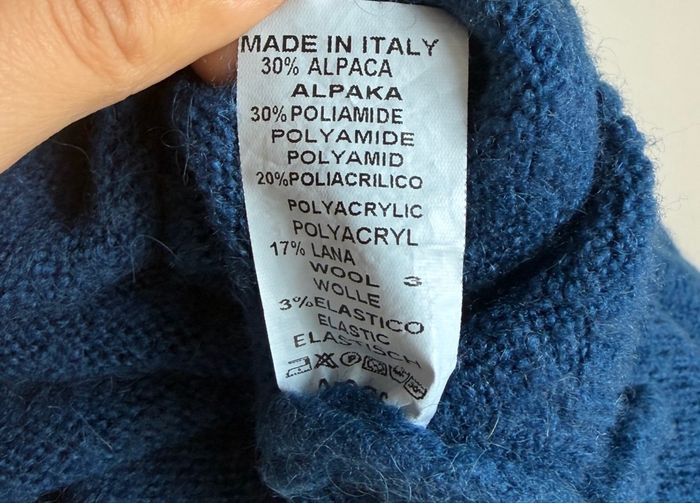 MADE IN ITALY
30% ALPACA
ALPAKA
30% POLIAMIDE
POLYAMIDE
POLYAMID
20%POLIACRILICO
POLYACRYLIC
POLYACRYL
17% LANA
WOOL 3
WOLLE
3%ELASTICO
ELASTIC
ELASTISCH